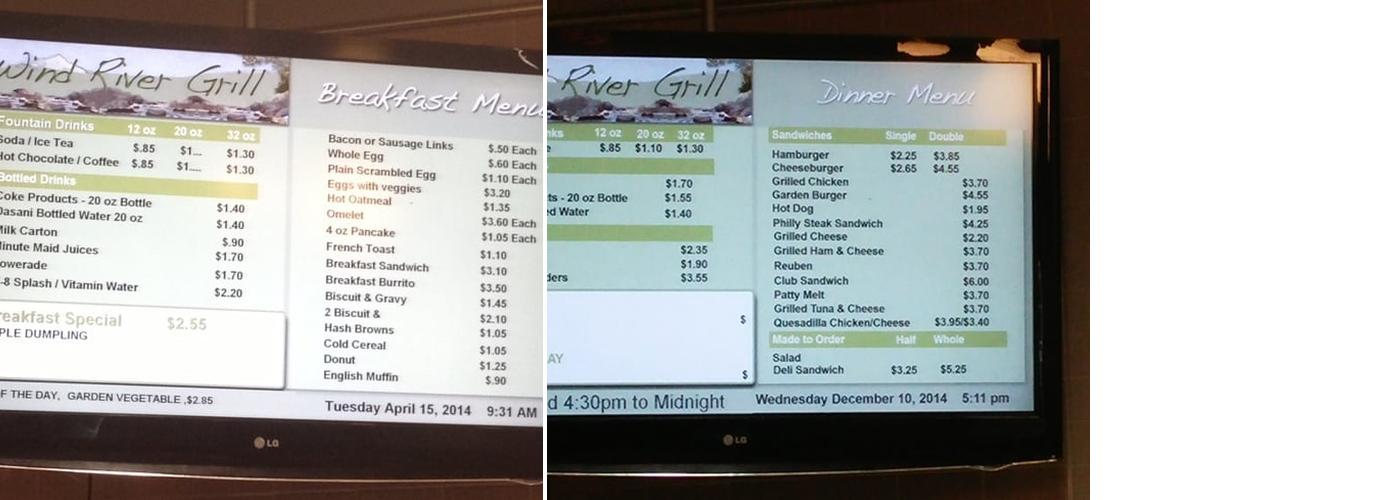 Wind River Grill
Breakfast Menu
Fountain Drinks 12 oz 20 oz 32 oz
Soda / Ice Tea $.85 $1... $1.30
Hot Chocolate / Coffee $.85 $1.... $1.30
Bottled Drinks
Coke Products - 20 oz Bottle $1.40
Dasani Bottled Water 20 oz $1.40
Milk Carton $.90
Minute Maid Juices $1.70
owerade $1.70
-8 Splash / Vitamin Water $2.20
reakfast Special $2.55
PLE DUMPLING
F THE DAY, GARDEN VEGETABLE ,$2.85
Bacon or Sausage Links $.50 Each
Whole Egg $.60 Each
Plain Scrambled Egg $1.10 Each
Eggs with veggies $3.20
Hot Oatmeal $1.35
Omelet $3.60 Each
4 oz Pancake $1.05 Each
French Toast $1.10
Breakfast Sandwich $3.10
Breakfast Burrito $3.50
Biscuit & Gravy $1.45
2 Biscuit & $2.10
Hash Browns $1.05
Cold Cereal $1.05
Donut $1.25
English Muffin $.90
Tuesday April 15, 2014 9:31 AM
LG
River Grill
Dinner Menu
nks 12 oz 20 oz 32 oz
e $.85 $1.10 $1.30
$1.70
ts - 20 oz Bottle $1.55
ed Water $1.40
$2.35
$1.90
ders $3.55
$
AY
$
d 4:30pm to Midnight
Sandwiches Single Double
Hamburger $2.25 $3.85
Cheeseburger $2.65 $4.55
Grilled Chicken $3.70
Garden Burger $4.55
Hot Dog $1.95
Philly Steak Sandwich $4.25
Grilled Cheese $2.20
Grilled Ham & Cheese $3.70
Reuben $3.70
Club Sandwich $6.00
Patty Melt $3.70
Grilled Tuna & Cheese $3.70
Quesadilla Chicken/Cheese $3.95/$3.40
Made to Order Half Whole
Salad
Deli Sandwich $3.25 $5.25
Wednesday December 10, 2014 5:11 pm
LG